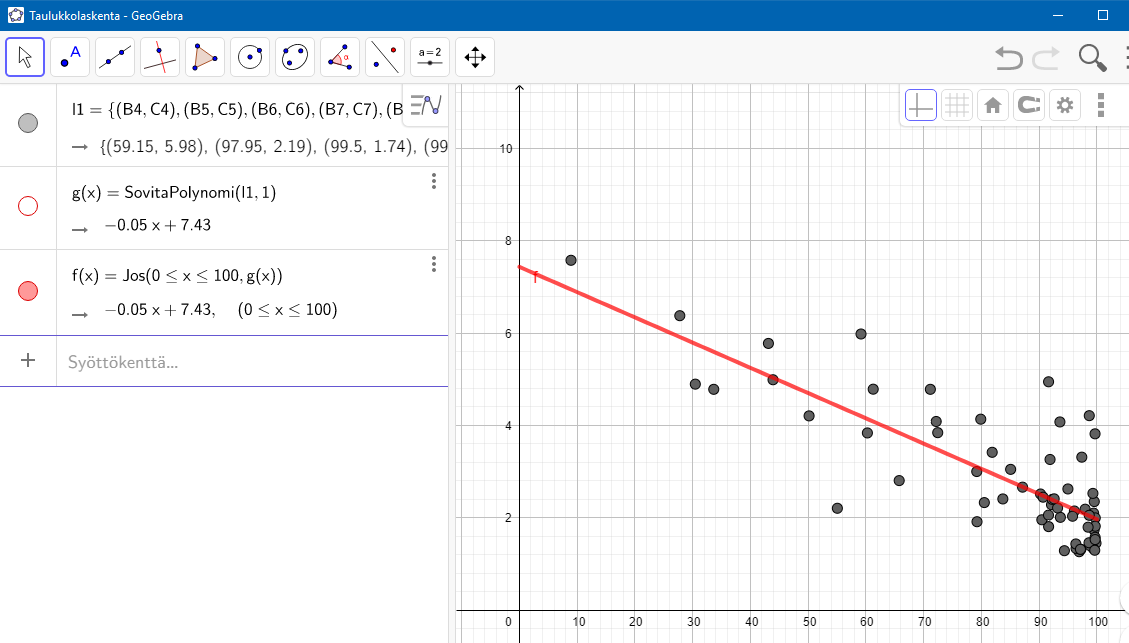 Taulukkolaskenta - GeoGebra
A
α
a=2
l1 = {(B4, C4), (B5, C5), (B6, C6), (B7, C7), (B
→ {(59.15, 5.98), (97.95, 2.19), (99.5, 1.74), (99
g(x) = SovitaPolynomi(l1, 1)
→ −0.05 x + 7.43
f(x) = Jos(0 ≤ x ≤ 100, g(x))
→ −0.05 x + 7.43, (0 ≤ x ≤ 100)
+ Syöttökenttä...
10
8
f
6
4
2
0 10 20 30 40 50 60 70 80 90 100